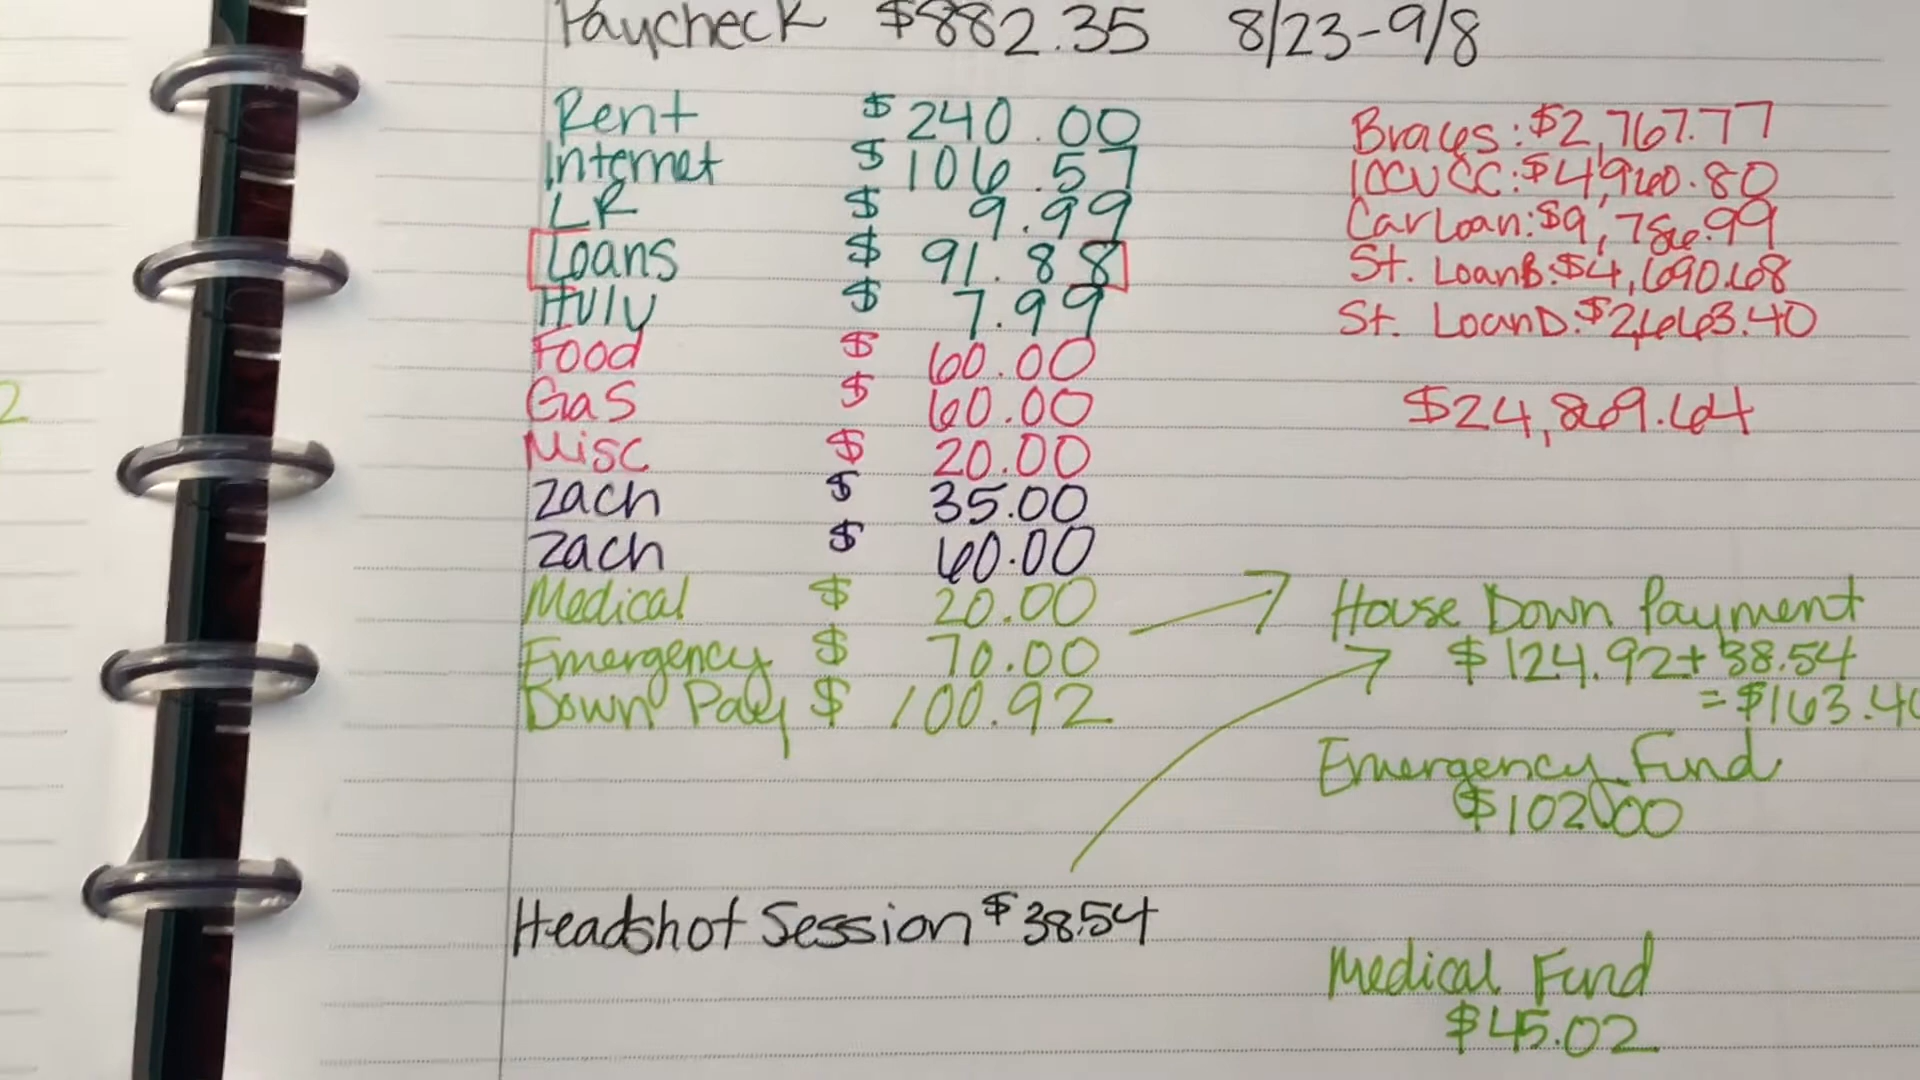 Paycheck $882.35 8/23-9/8
Rent $ 240.00
Internet $ 106.57
LR $ 9.99
Loans $ 91.88
Hulu $ 7.99
Food $ 60.00
Gas $ 60.00
Misc $ 20.00
Zach $ 35.00
Zach $ 60.00
Medical $ 20.00
Emergency $ 70.00
Down Pay $ 100.92
Headshot Session $38.54
Braces: $2,767.77
ICCU CC: $4,960.80
Car Loan: $9,786.99
St. Loan B: $4,690.68
St. Loan D: $2,663.40
$24,869.64
House Down Payment
$124.92 + 38.54
= $163.46
Emergency Fund
$102.00
Medical Fund
$45.02
2